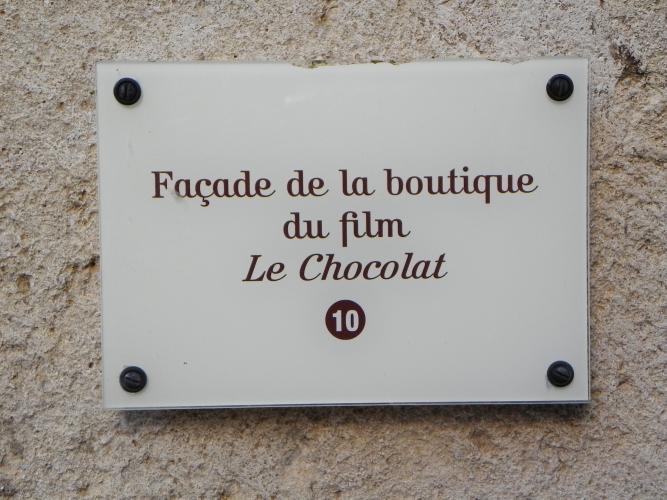 Façade de la boutique
du film
Le Chocolat
10